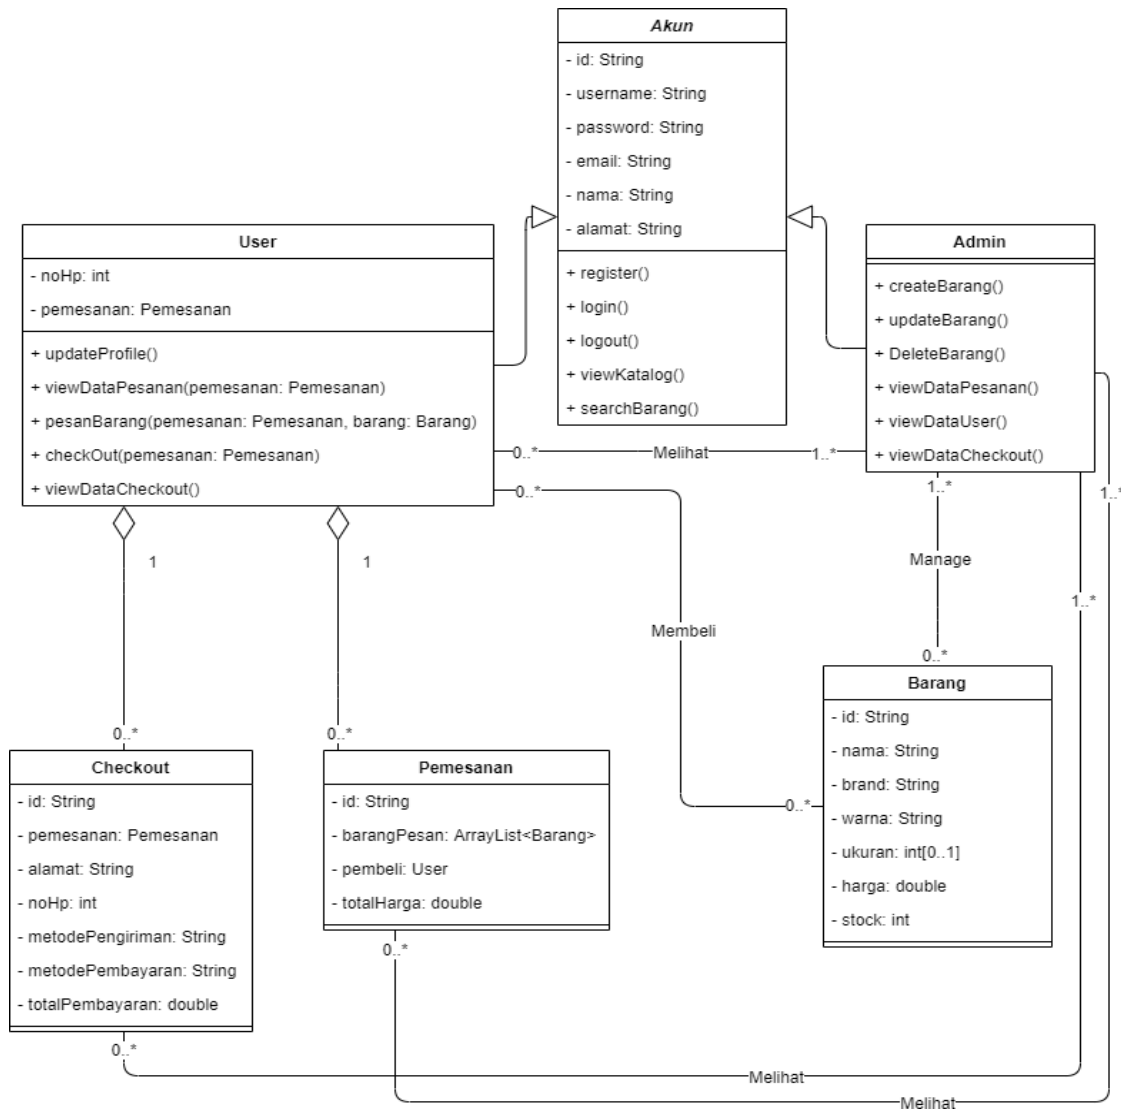 Akun
- id: String
- username: String
- password: String
- email: String
- nama: String
- alamat: String
+ register()
+ login()
+ logout()
+ viewKatalog()
+ searchBarang()
User
- noHp: int
- pemesanan: Pemesanan
+ updateProfile()
+ viewDataPesanan(pemesanan: Pemesanan)
+ pesanBarang(pemesanan: Pemesanan, barang: Barang)
+ checkOut(pemesanan: Pemesanan)
+ viewDataCheckout()
Admin
+ createBarang()
+ updateBarang()
+ DeleteBarang()
+ viewDataPesanan()
+ viewDataUser()
+ viewDataCheckout()
0..* Melihat 1..*
0..*
1..*
1..*
1
1
Manage
1..*
Membeli
0..*
Barang
- id: String
- nama: String
- brand: String
- warna: String
- ukuran: int[0..1]
- harga: double
- stock: int
0..*
0..*
0..*
Checkout
- id: String
- pemesanan: Pemesanan
- alamat: String
- noHp: int
- metodePengiriman: String
- metodePembayaran: String
- totalPembayaran: double
Pemesanan
- id: String
- barangPesan: ArrayList<Barang>
- pembeli: User
- totalHarga: double
0..*
0..*
Melihat
Melihat